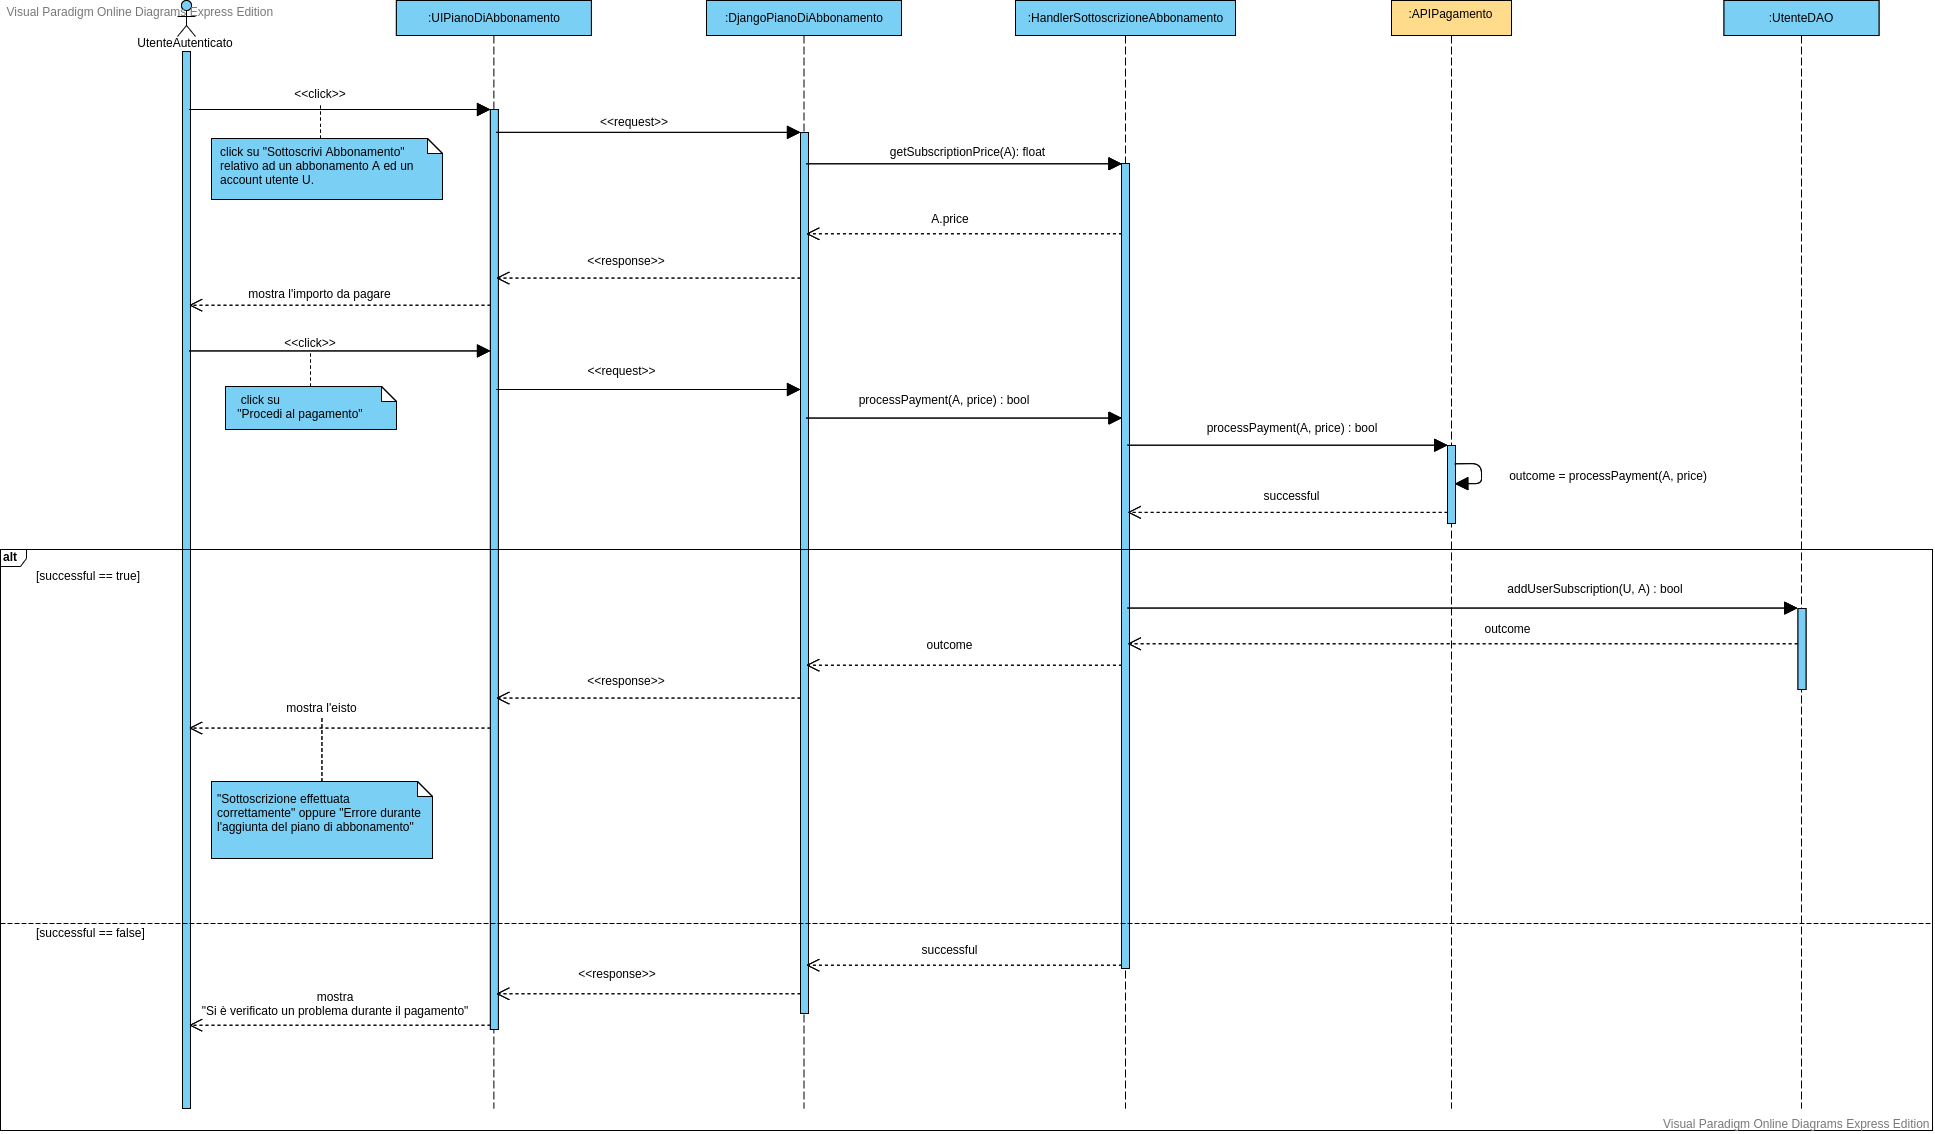 Visual Paradigm Online Diagrams Express Edition
UtenteAutenticato
:UIPianoDiAbbonamento
:DjangoPianoDiAbbonamento
:HandlerSottoscrizioneAbbonamento
:APIPagamento
:UtenteDAO
<<click>>
<<request>>
click su "Sottoscrivi Abbonamento"
relativo ad un abbonamento A ed un
account utente U.
getSubscriptionPrice(A): float
A.price
<<response>>
mostra l'importo da pagare
<<click>>
<<request>>
click su
"Procedi al pagamento"
processPayment(A, price) : bool
processPayment(A, price) : bool
outcome = processPayment(A, price)
successful
alt
[successful == true]
addUserSubscription(U, A) : bool
outcome
outcome
<<response>>
mostra l'eisto
"Sottoscrizione effettuata
correttamente" oppure "Errore durante
l'aggiunta del piano di abbonamento"
[successful == false]
successful
<<response>>
mostra
"Si è verificato un problema durante il pagamento"
Visual Paradigm Online Diagrams Express Edition